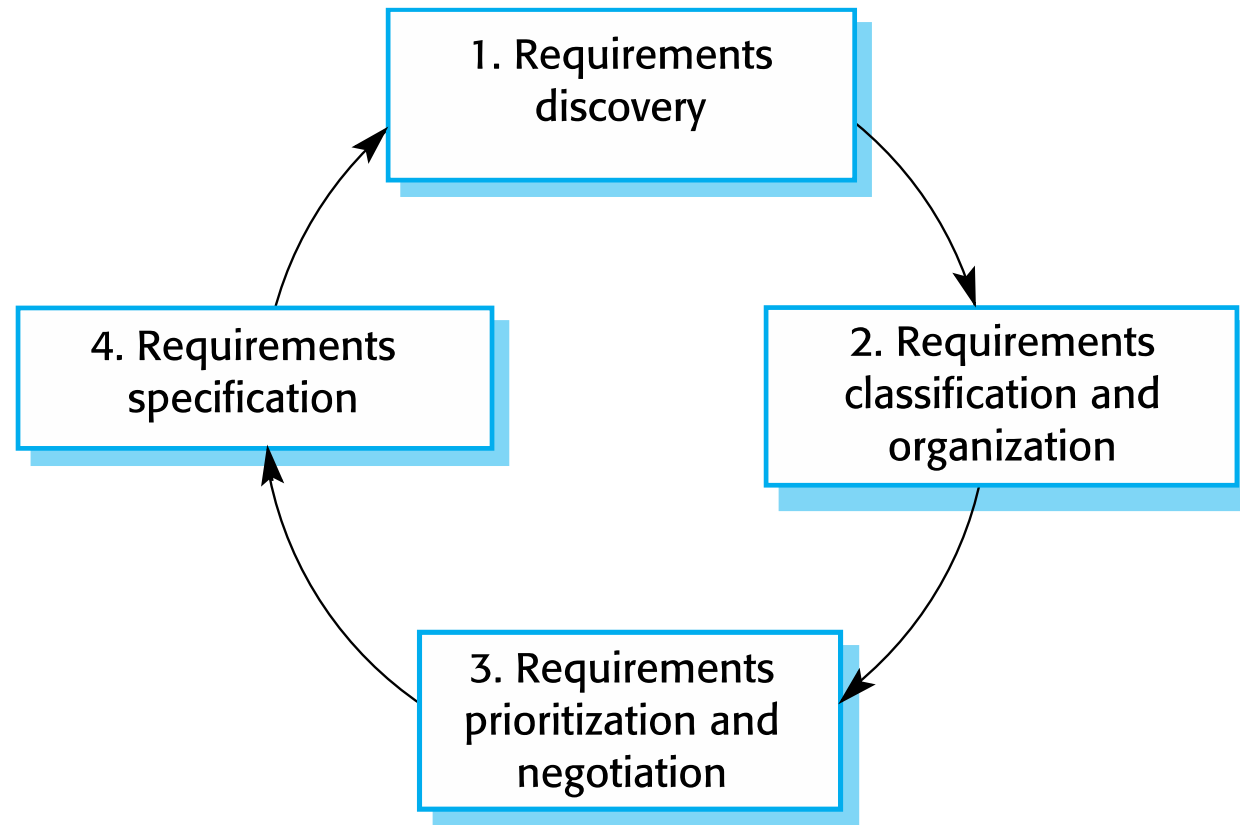 1. Requirements
discovery
2. Requirements
classification and
organization
3. Requirements
prioritization and
negotiation
4. Requirements
specification